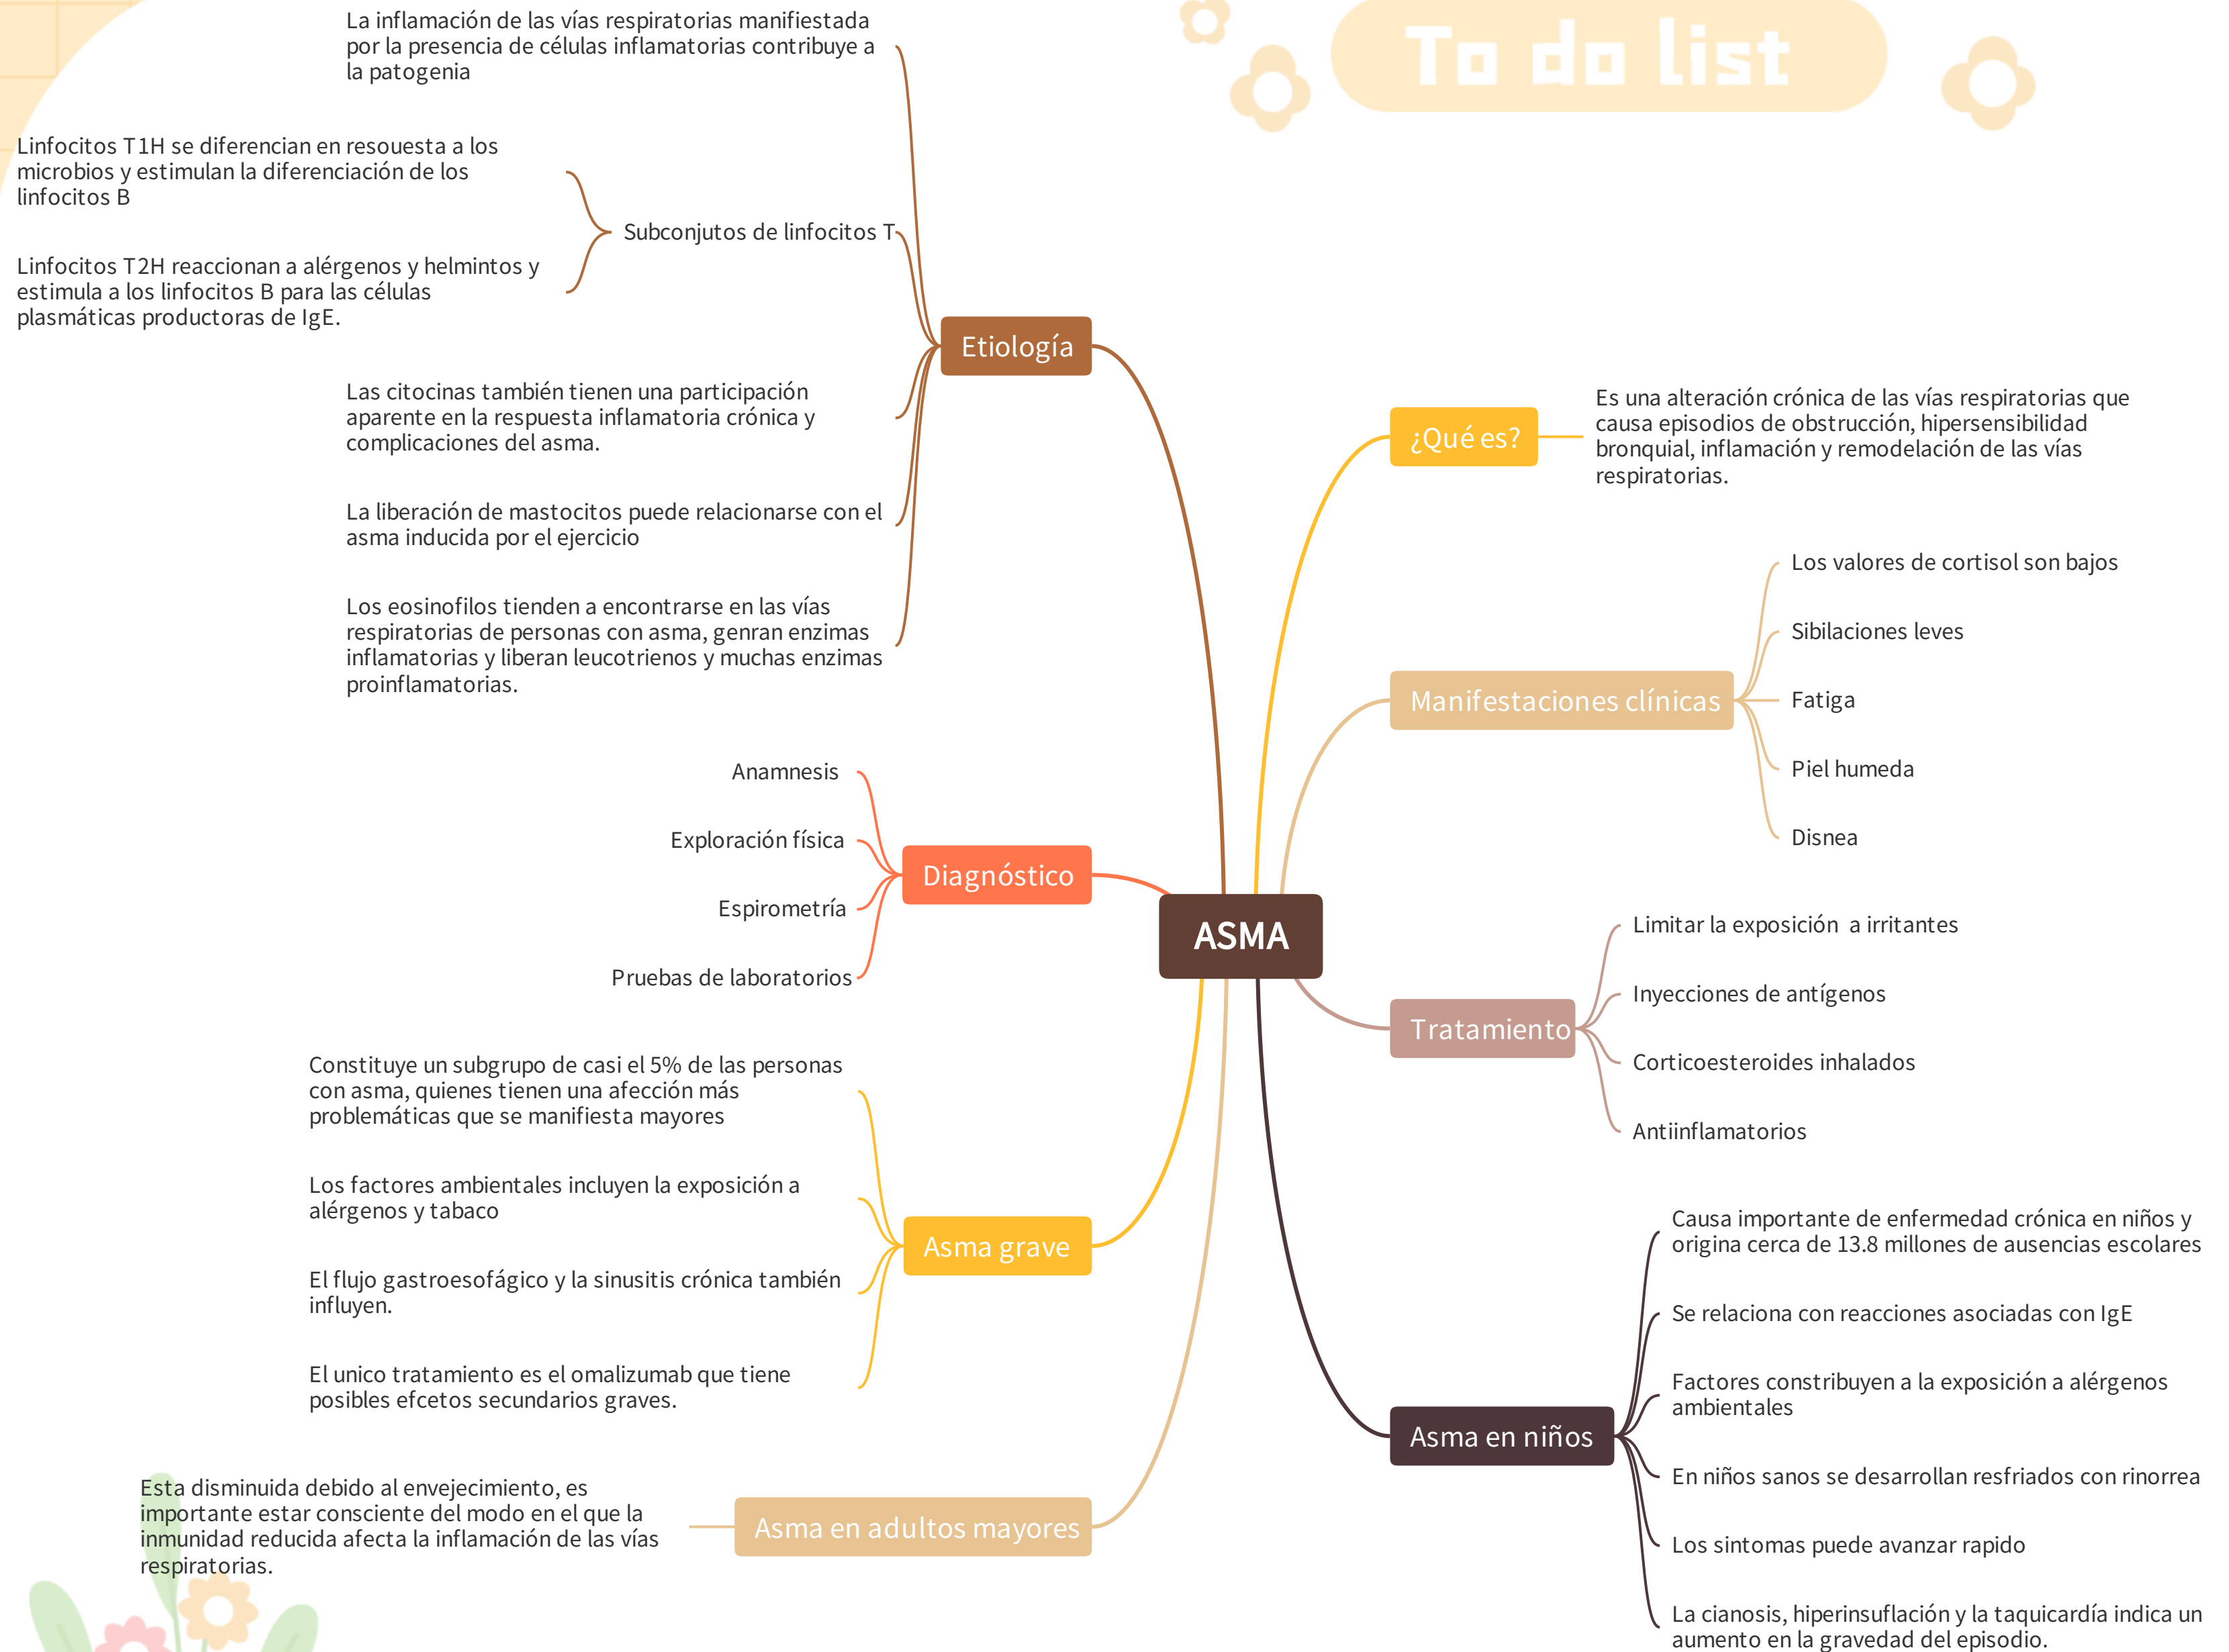 To do list
ASMA
Etiología
La inflamación de las vías respiratorias manifiestada
por la presencia de células inflamatorias contribuye a
la patogenia
Subconjutos de linfocitos T
Linfocitos T1H se diferencian en resouesta a los
microbios y estimulan la diferenciación de los
linfocitos B
Linfocitos T2H reaccionan a alérgenos y helmintos y
estimula a los linfocitos B para las células
plasmáticas productoras de IgE.
Las citocinas también tienen una participación
aparente en la respuesta inflamatoria crónica y
complicaciones del asma.
La liberación de mastocitos puede relacionarse con el
asma inducida por el ejercicio
Los eosinofilos tienden a encontrarse en las vías
respiratorias de personas con asma, genran enzimas
inflamatorias y liberan leucotrienos y muchas enzimas
proinflamatorias.
Diagnóstico
Anamnesis
Exploración física
Espirometría
Pruebas de laboratorios
Asma grave
Constituye un subgrupo de casi el 5% de las personas
con asma, quienes tienen una afección más
problemáticas que se manifiesta mayores
Los factores ambientales incluyen la exposición a
alérgenos y tabaco
El flujo gastroesofágico y la sinusitis crónica también
influyen.
El unico tratamiento es el omalizumab que tiene
posibles efcetos secundarios graves.
Asma en adultos mayores
Esta disminuida debido al envejecimiento, es
importante estar consciente del modo en el que la
inmunidad reducida afecta la inflamación de las vías
respiratorias.
¿Qué es?
Es una alteración crónica de las vías respiratorias que
causa episodios de obstrucción, hipersensibilidad
bronquial, inflamación y remodelación de las vías
respiratorias.
Manifestaciones clínicas
Los valores de cortisol son bajos
Sibilaciones leves
Fatiga
Piel humeda
Disnea
Tratamiento
Limitar la exposición  a irritantes
Inyecciones de antígenos
Corticoesteroides inhalados
Antiinflamatorios
Asma en niños
Causa importante de enfermedad crónica en niños y
origina cerca de 13.8 millones de ausencias escolares
Se relaciona con reacciones asociadas con IgE
Factores constribuyen a la exposición a alérgenos
ambientales
En niños sanos se desarrollan resfriados con rinorrea
Los sintomas puede avanzar rapido
La cianosis, hiperinsuflación y la taquicardía indica un
aumento en la gravedad del episodio.